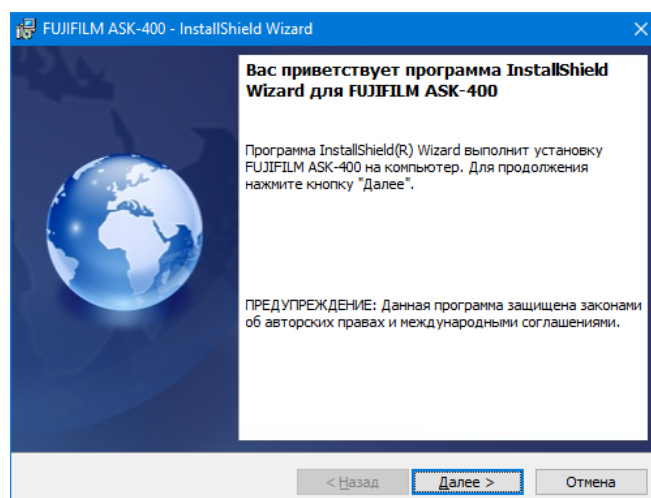 FUJIFILM ASK-400 - InstallShield Wizard
Вас приветствует программа InstallShield
Wizard для FUJIFILM ASK-400
Программа InstallShield(R) Wizard выполнит установку
FUJIFILM ASK-400 на компьютер. Для продолжения
нажмите кнопку "Далее".
ПРЕДУПРЕЖДЕНИЕ: Данная программа защищена законами
об авторских правах и международными соглашениями.
< Назад
Далее >
Отмена